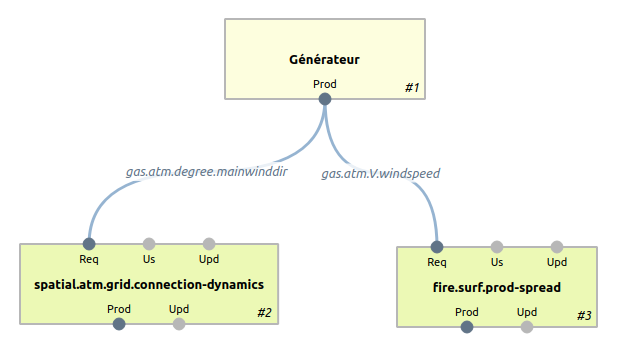 Générateur
Prod
#1
gas.atm.degree.mainwinddir
gas.atm.V.windspeed
Req Us Upd
spatial.atm.grid.connection-dynamics
Prod Upd
#2
Req Us Upd
fire.surf.prod-spread
Prod Upd
#3